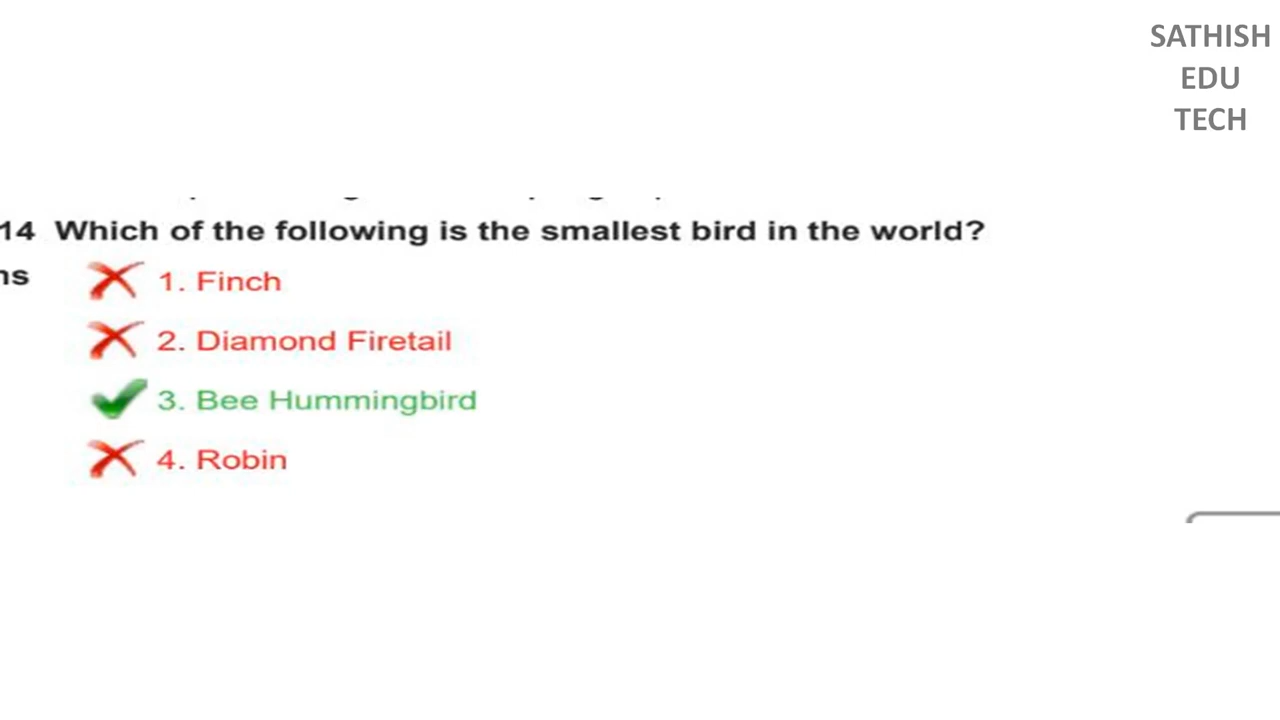 SATHISH
EDU
TECH
14 Which of the following is the smallest bird in the world?
ns
1. Finch
2. Diamond Firetail
3. Bee Hummingbird
4. Robin